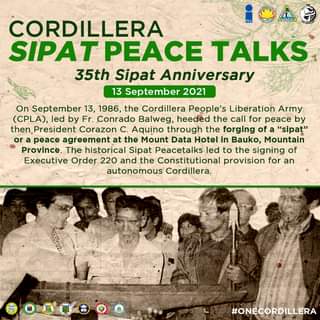 CORDILLERA
SIPAT PEACE TALKS
35th Sipat Anniversary
13 September 2021
On September 13, 1986, the Cordillera People's Liberation Army
(CPLA), led by Fr. Conrado Balweg, heeded the call for peace by
then President Corazon C. Aquino through the forging of a "sipat"
or a peace agreement at the Mount Data Hotel in Bauko, Mountain
Province. The historical Sipat Peacetalks led to the signing of
Executive Order 220 and the Constitutional provision for an
autonomous Cordillera.
#ONECORDILLERA